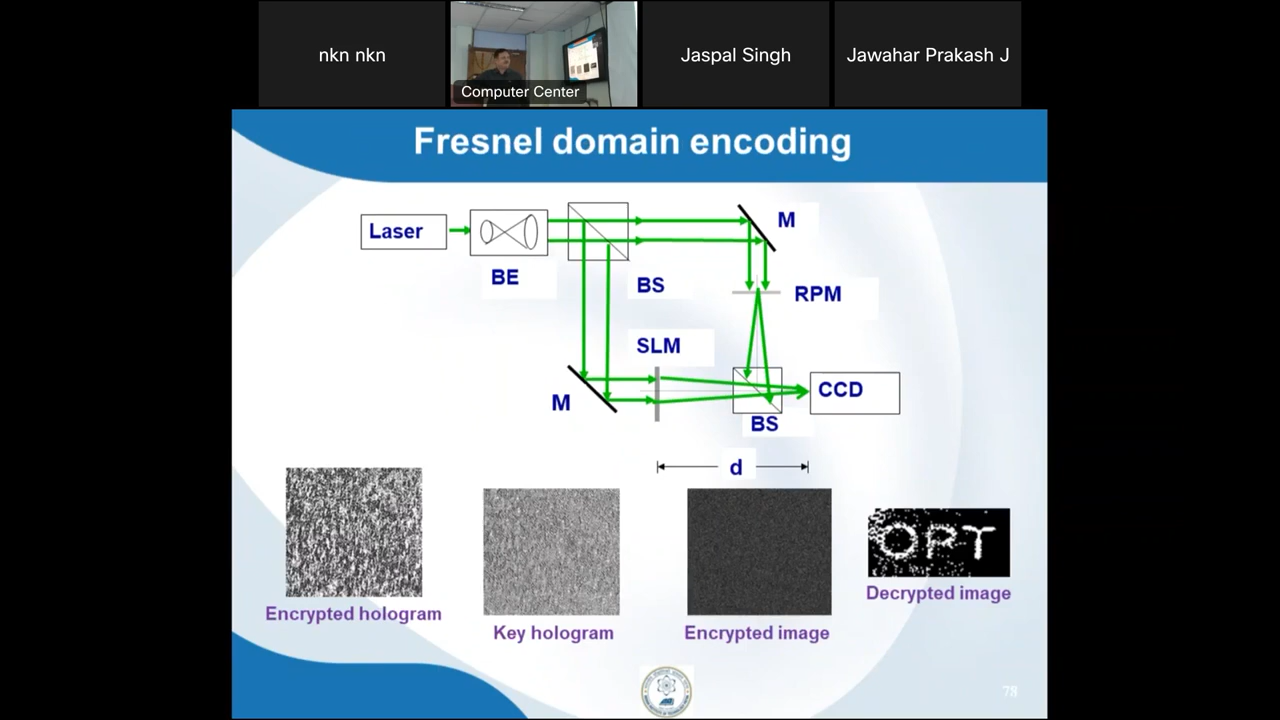 nkn nkn
Computer Center
Jaspal Singh
Jawahar Prakash J
Fresnel domain encoding
Laser
BE
BS
M
RPM
SLM
M
CCD
BS
d
OPT
Encrypted hologram
Key hologram
Encrypted image
Decrypted image
78